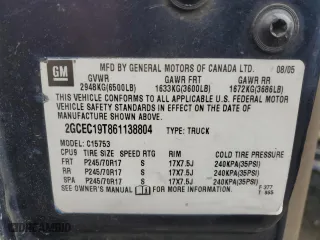 GM
BY GENERAL MOTORS OF CANADA LTD.
08/05
GVWR GAWR FRT GAWR RR
2948KG(6500LB) 1633KG(3600LB) 1672KG(3686LB)
THIS VEHICLE CONFORMS TO ALL APPLICABLE U.S. FEDERAL MOTOR
VEHICLE SAFETY STANDARDS IN EFFECT ON THE DATE OF
MANUFACTURE SHOWN ABOVE.
2GCEC19T861138804 TYPE: TRUCK
MODEL: C15753
TIRE SIZE SPEED RTG RIM COLD TIRE PRESSURE
FRT P245/70R17 S 17X7.5J 240KPA(35PSI)
RR P245/70R17 S 17X7.5J 240KPA(35PSI)
SPA P245/70R17 S 17X7.5J 240KPA(35PSI)
SEE OWNER'S MANUAL FOR MORE INFORMATION.